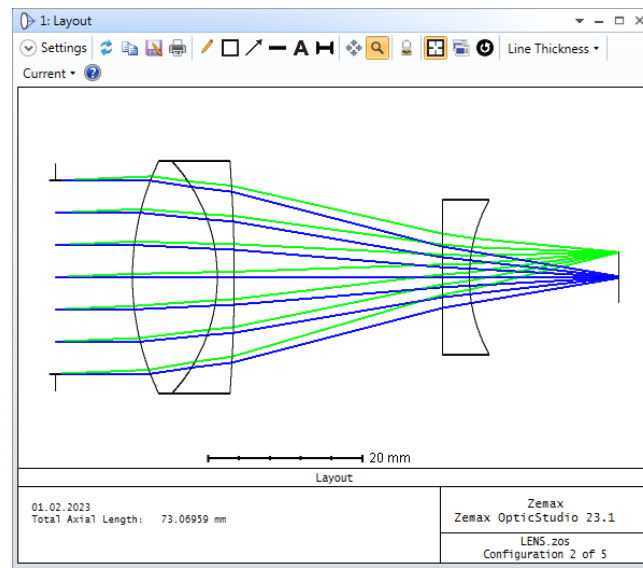 1: Layout
Settings
A
Line Thickness
Current
20 mm
Layout
01.02.2023
Total Axial Length: 73.06959 mm
Zemax
Zemax OpticStudio 23.1
LENS.zos
Configuration 2 of 5